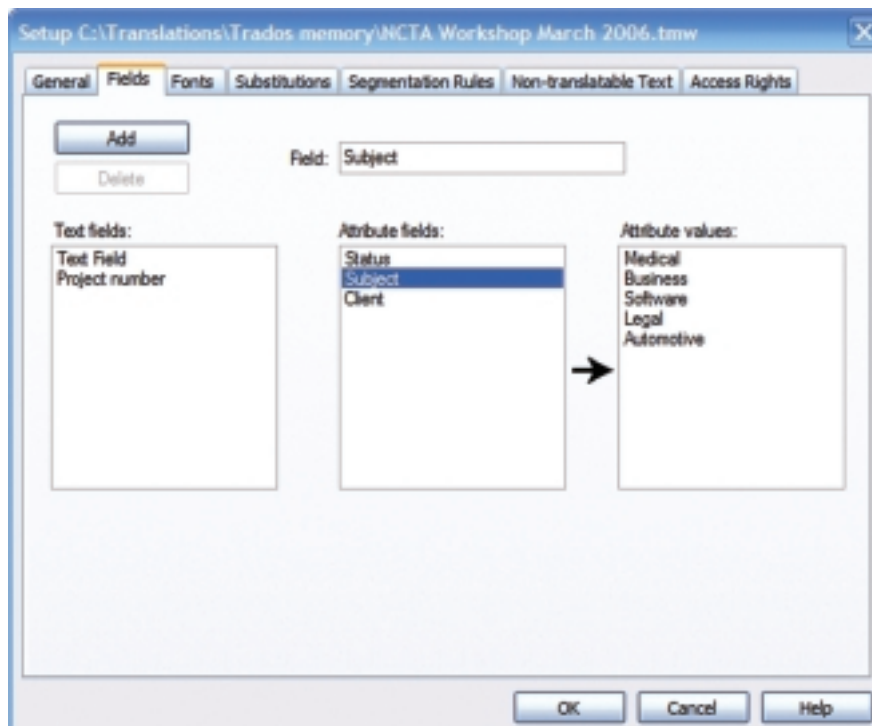 Setup C:\Translations\Trados memory\NCTA Workshop March 2006.tmw
General Fields Fonts Substitutions Segmentation Rules Non-translatable Text Access Rights
Add
Field: Subject
Delete
Text fields: Attribute fields: Attribute values:
Text Field Status Medical
Project number Subject Business
Client Software
Legal
Automotive
OK Cancel Help